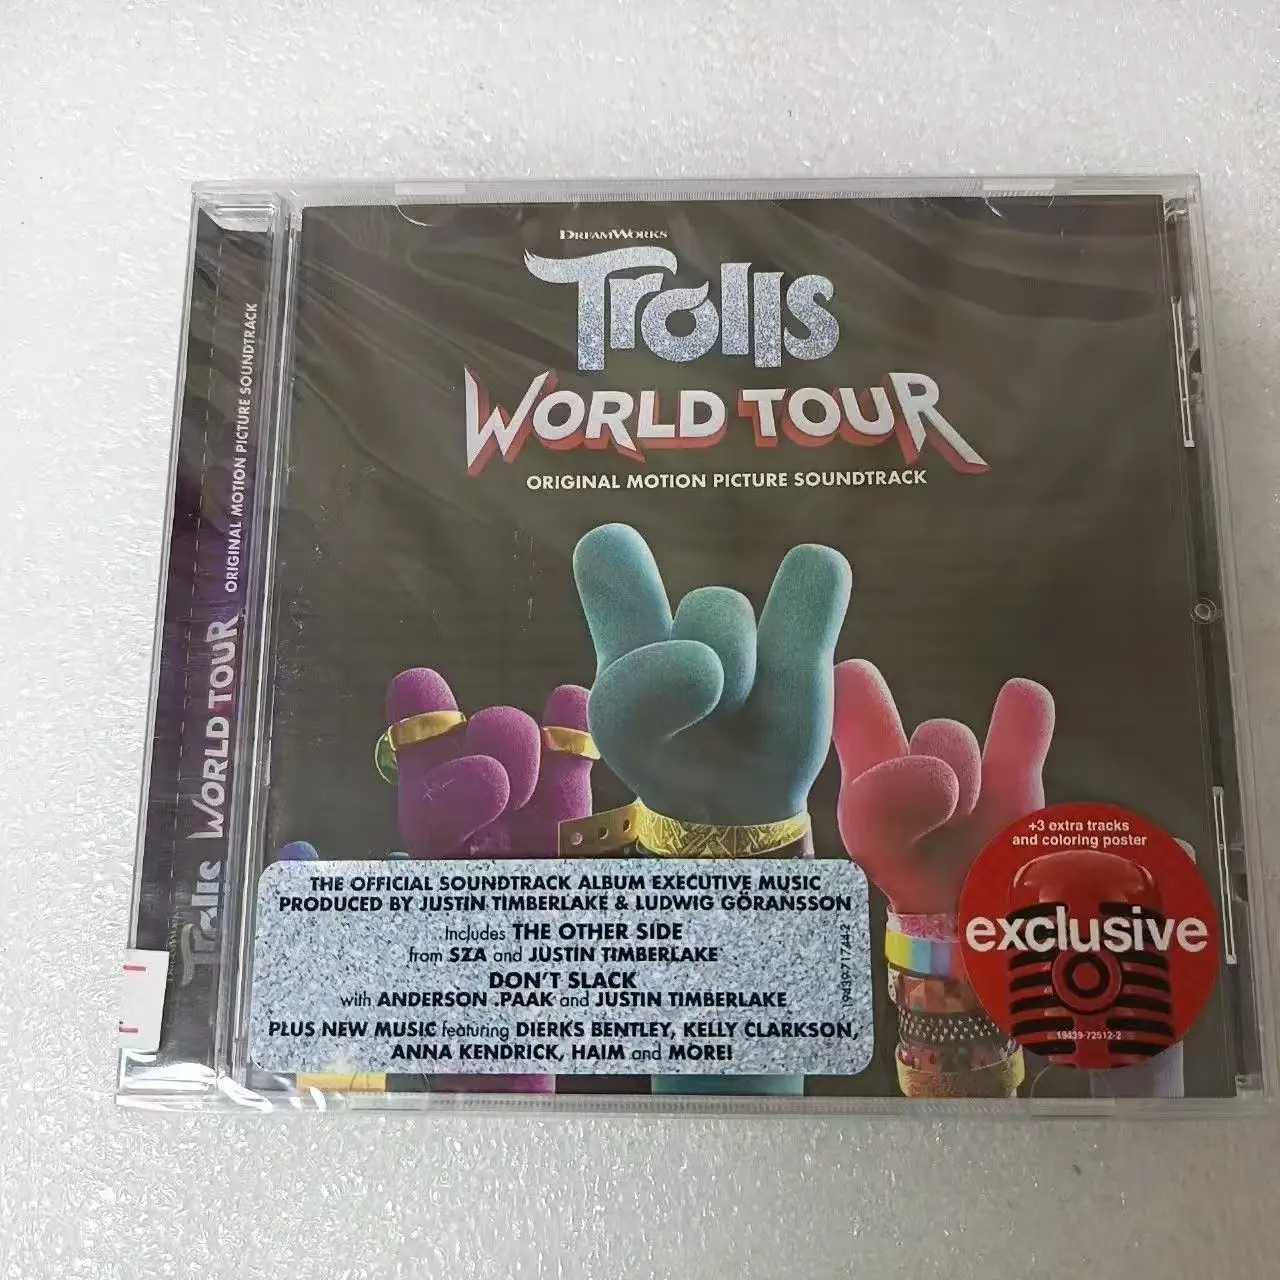 DREAMWORKS
Trolls
WORLD TOUR
ORIGINAL MOTION PICTURE SOUNDTRACK
THE OFFICIAL SOUNDTRACK ALBUM EXECUTIVE MUSIC
PRODUCED BY JUSTIN TIMBERLAKE & LUDWIG GÖRANSSON
Includes THE OTHER SIDE
from SZA and JUSTIN TIMBERLAKE
DON'T SLACK
with ANDERSON .PAAK and JUSTIN TIMBERLAKE
PLUS NEW MUSIC featuring DIERKS BENTLEY, KELLY CLARKSON,
ANNA KENDRICK, HAIM and MORE!
19439-71744-2
+3 extra tracks
and coloring poster
exclusive
19439-72512-2
Trolls WORLD TOUR ORIGINAL MOTION PICTURE SOUNDTRACK